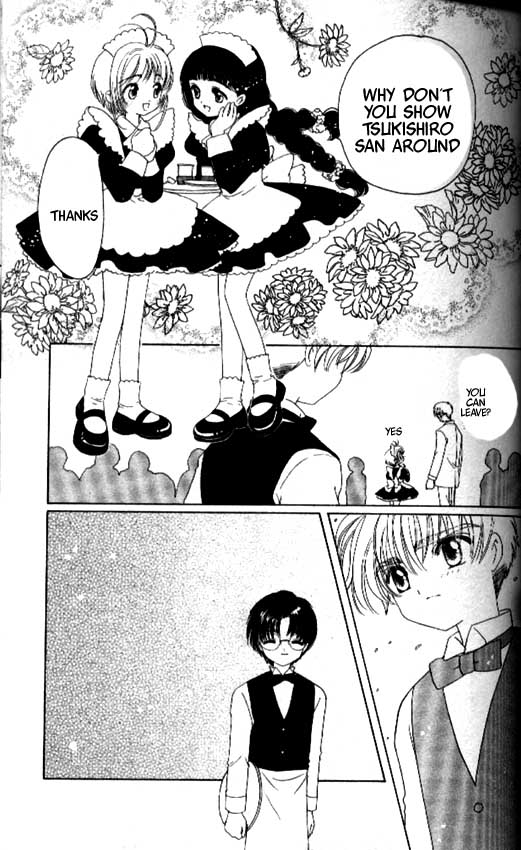 WHY DON'T
YOU SHOW
TSUKISHIRO
SAN AROUND
THANKS
YOU
CAN
LEAVE?
YES